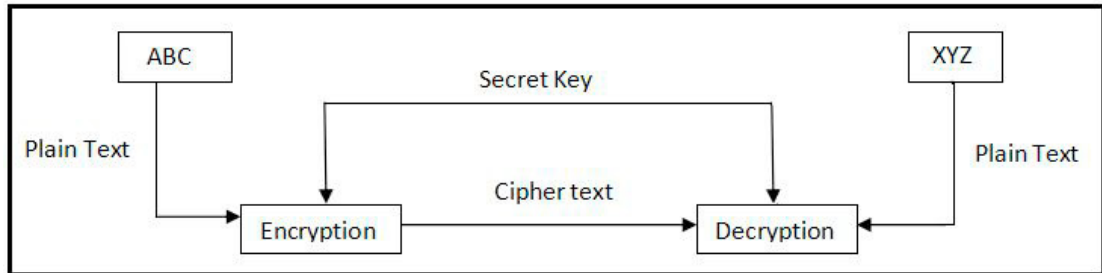 ABC
XYZ
Secret Key
Plain Text
Plain Text
Cipher text
Encryption
Decryption